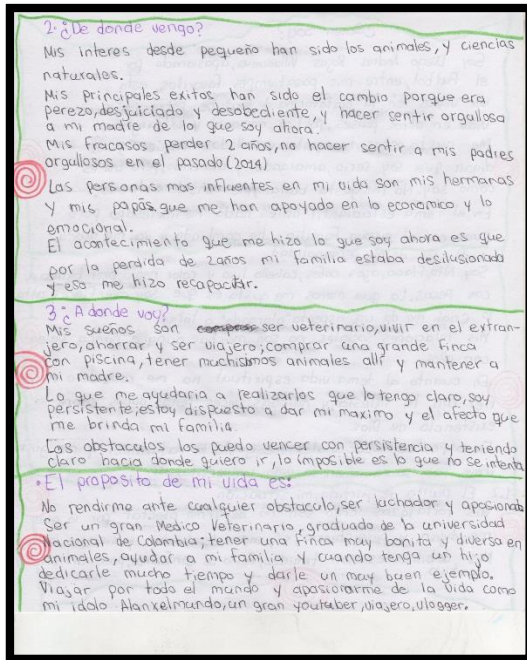 2. ¿De donde vengo?
Mis interes desde pequeño han sido los animales, y ciencias
naturales.
Mis principales exitos han sido el cambio porque era
perezo, desjuiciado y desobediente, y hacer sentir orgullosa
a mi madre de lo que soy ahora.
Mis fracasos perder 2 años, no hacer sentir a mis padres
orgullosos en el pasado (2014)
Las personas mas influentes en mi vida son mis hermanas
y mis papás que me han apoyado en lo economico y lo
emocional.
El acontecimiento que me hizo lo que soy ahora es que
por la perdida de 2años mi familia estaba desilusionada
y eso me hizo recapacitar.
3. ¿A donde voy?
Mis sueños son ser veterinario, vivir en el extran-
jero, ahorrar y ser viajero; comprar una grande finca
con piscina, tener muchisimos animales allí y mantener a
mi madre.
Lo que me ayudaria a realizarlos que lo tengo claro, soy
persistente; estoy dispuesto a dar mi maximo y el afecto que
me brinda mi familia.
Los obstaculos los puedo vencer con persistencia y teniendo
claro hacia donde quiero ir, lo imposible es lo que no se intenta
•El proposito de mi vida es:
No rendirme ante cualquier obstaculo, ser luchador y apasionado
Ser un gran Medico Veterinario, graduado de la universidad
Nacional de Colombia; tener una finca muy bonita y diversa en
animales, ayudar a mi familia y cuando tenga un hijo
dedicarle mucho tiempo y darle un muy buen ejemplo.
Viajar por todo el mundo y apasionarme de la vida como
mi idolo Alanxelmundo, un gran youtuber, viajero, vlogger.